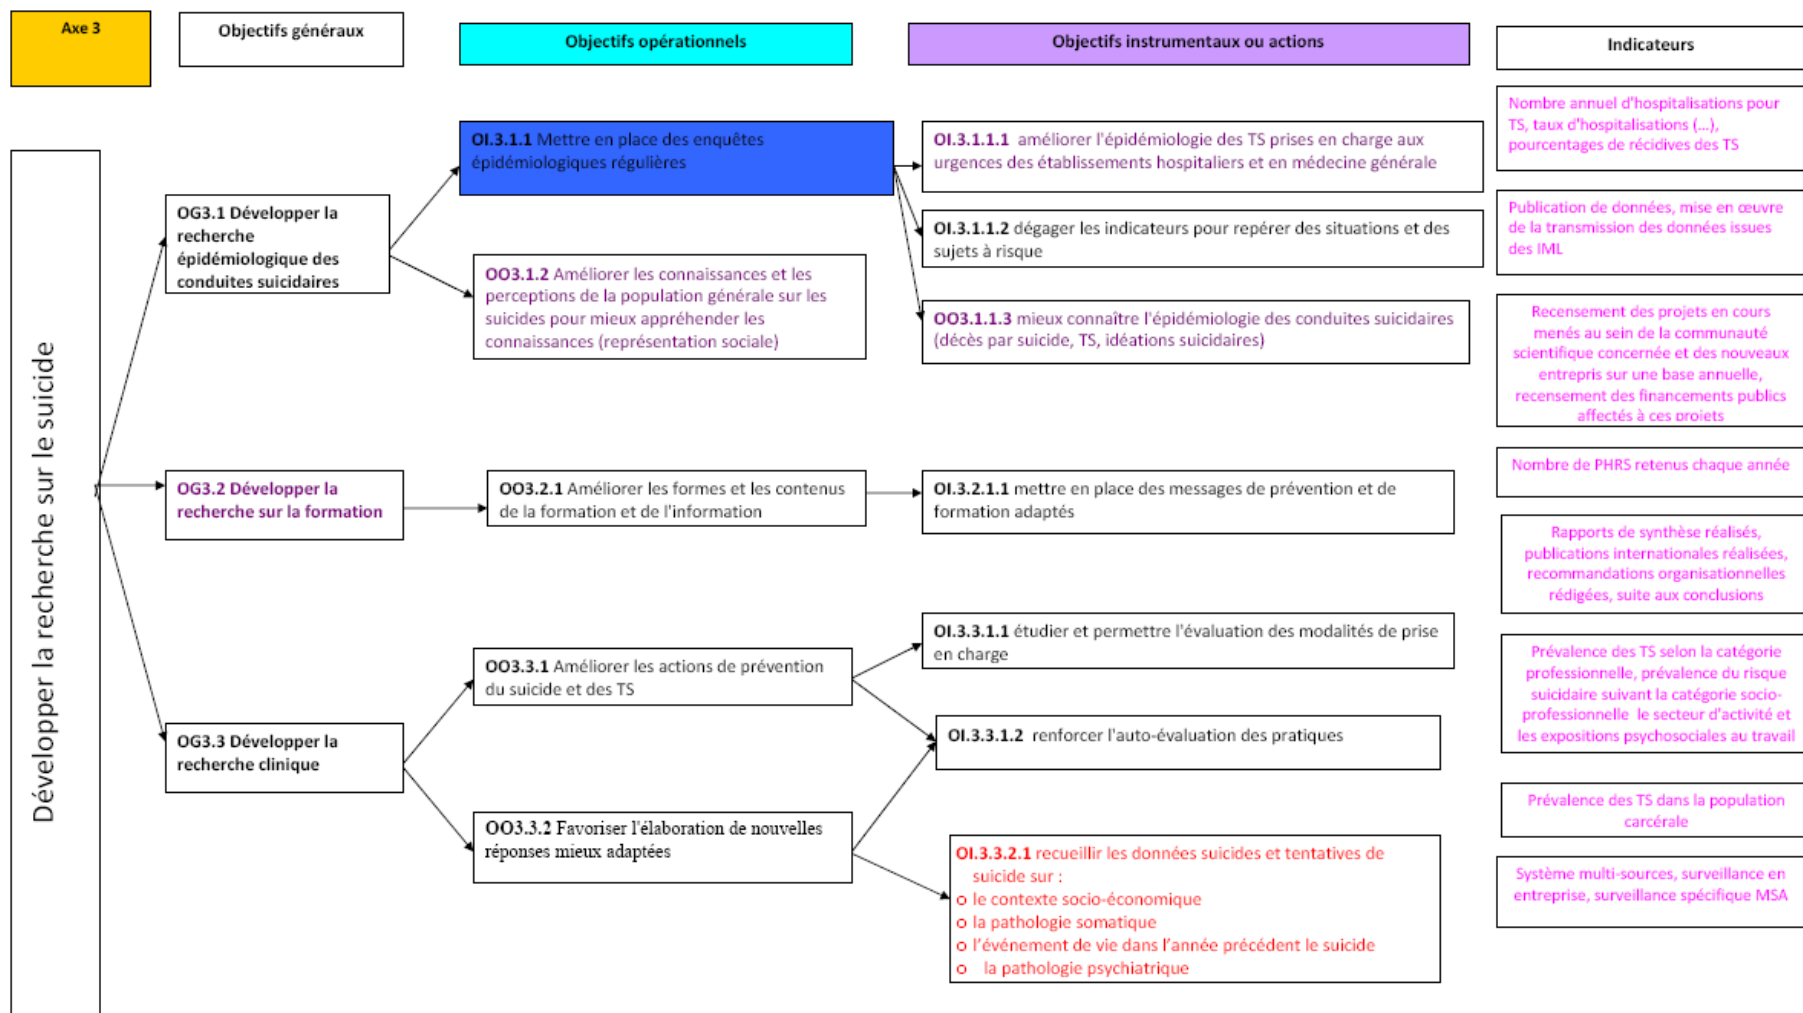 Axe 3
Objectifs généraux
Objectifs opérationnels
Objectifs instrumentaux ou actions
Indicateurs
Développer la recherche sur le suicide
OG3.1 Développer la
recherche
épidémiologique des
conduites suicidaires
OI.3.1.1 Mettre en place des enquêtes
épidémiologiques régulières
OO3.1.2 Améliorer les connaissances et les
perceptions de la population générale sur les
suicides pour mieux appréhender les
connaissances (représentation sociale)
OI.3.1.1.1 améliorer l'épidémiologie des TS prises en charge aux
urgences des établissements hospitaliers et en médecine générale
OI.3.1.1.2 dégager les indicateurs pour repérer des situations et des
sujets à risque
OO3.1.1.3 mieux connaître l'épidémiologie des conduites suicidaires
(décès par suicide, TS, idéations suicidaires)
OG3.2 Développer la
recherche sur la formation
OO3.2.1 Améliorer les formes et les contenus
de la formation et de l'information
OI.3.2.1.1 mettre en place des messages de prévention et de
formation adaptés
OG3.3 Développer la
recherche clinique
OO3.3.1 Améliorer les actions de prévention
du suicide et des TS
OO3.3.2 Favoriser l'élaboration de nouvelles
réponses mieux adaptées
OI.3.3.1.1 étudier et permettre l'évaluation des modalités de prise
en charge
OI.3.3.1.2 renforcer l'auto-évaluation des pratiques
OI.3.3.2.1 recueillir les données suicides et tentatives de
suicide sur :
o le contexte socio-économique
o la pathologie somatique
o l'événement de vie dans l'année précédent le suicide
o la pathologie psychiatrique
Nombre annuel d'hospitalisations pour
TS, taux d'hospitalisations (...),
pourcentages de récidives des TS
Publication de données, mise en œuvre
de la transmission des données issues
des IML
Recensement des projets en cours
menés au sein de la communauté
scientifique concernée et des nouveaux
entrepris sur une base annuelle,
recensement des financements publics
affectés à ces projets
Nombre de PHRS retenus chaque année
Rapports de synthèse réalisés,
publications internationales réalisées,
recommandations organisationnelles
rédigées, suite aux conclusions
Prévalence des TS selon la catégorie
professionnelle, prévalence du risque
suicidaire suivant la catégorie socio-
professionnelle le secteur d'activité et
les expositions psychosociales au travail
Prévalence des TS dans la population
carcérale
Système multi-sources, surveillance en
entreprise, surveillance spécifique MSA